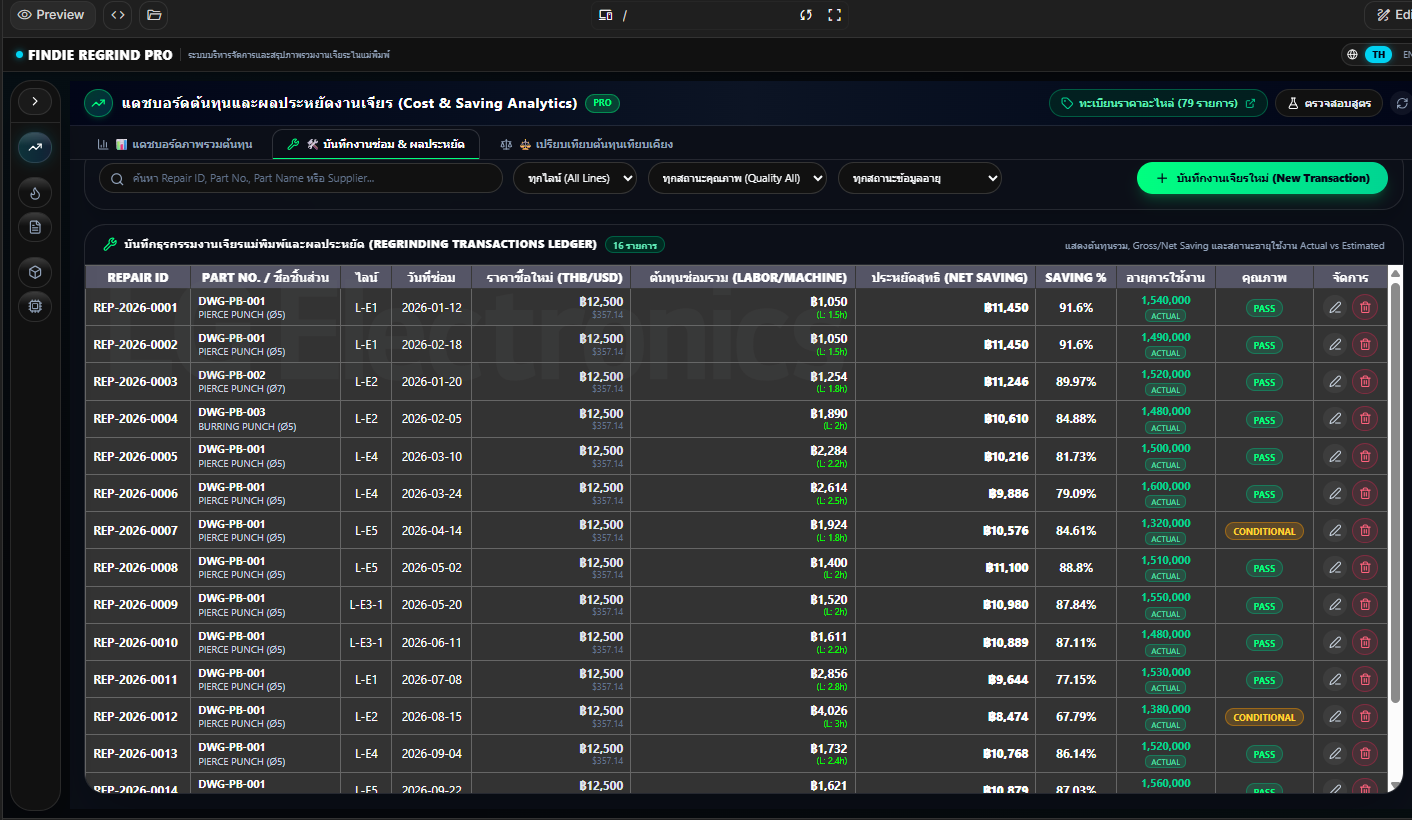 Preview
/
Edi
FINDIE REGRIND PRO
ระบบบริหารจัดการและสรุปภาพรวมงานเจียระไนแม่พิมพ์
TH
EN
แดชบอร์ดต้นทุนและผลประหยัดงานเจียร (Cost & Saving Analytics)
PRO
ทะเบียนราคาอะไหล่ (79 รายการ)
ตรวจสอบสูตร
📊 แดชบอร์ดภาพรวมต้นทุน
🛠️ บันทึกงานซ่อม & ผลประหยัด
⚖️ เปรียบเทียบต้นทุนเทียบเคียง
ค้นหา Repair ID, Part No., Part Name หรือ Supplier...
ทุกไลน์ (All Lines)
ทุกสถานะคุณภาพ (Quality All)
ทุกสถานะข้อมูลอายุ
บันทึกงานเจียรใหม่ (New Transaction)
บันทึกธุรกรรมงานเจียรแม่พิมพ์และผลประหยัด (REGRINDING TRANSACTIONS LEDGER)
16 รายการ
แสดงต้นทุนรวม, Gross/Net Saving และสถานะอายุใช้งาน Actual vs Estimated
REPAIR ID PART NO. / ชื่อชิ้นส่วน ไลน์ วันที่ซ่อม ราคาซื้อใหม่ (THB/USD) ต้นทุนซ่อมรวม (LABOR/MACHINE) ประหยัดสุทธิ (NET SAVING) SAVING % อายุการใช้งาน คุณภาพ จัดการ
LG Electronics
REP-2026-0001 DWG-PB-001 L-E1 2026-01-12 ฿12,500 ฿1,050 ฿11,450 91.6% 1,540,000 PASS
PIERCE PUNCH (Ø5) $357.14 (L: 1.5h) ACTUAL
REP-2026-0002 DWG-PB-001 L-E1 2026-02-18 ฿12,500 ฿1,050 ฿11,450 91.6% 1,490,000 PASS
PIERCE PUNCH (Ø5) $357.14 (L: 1.5h) ACTUAL
REP-2026-0003 DWG-PB-002 L-E2 2026-01-20 ฿12,500 ฿1,254 ฿11,246 89.97% 1,520,000 PASS
PIERCE PUNCH (Ø7) $357.14 (L: 1.8h) ACTUAL
REP-2026-0004 DWG-PB-003 L-E2 2026-02-05 ฿12,500 ฿1,890 ฿10,610 84.88% 1,480,000 PASS
BURRING PUNCH (Ø5) $357.14 (L: 2h) ACTUAL
REP-2026-0005 DWG-PB-001 L-E4 2026-03-10 ฿12,500 ฿2,284 ฿10,216 81.73% 1,500,000 PASS
PIERCE PUNCH (Ø5) $357.14 (L: 2.2h) ACTUAL
REP-2026-0006 DWG-PB-001 L-E4 2026-03-24 ฿12,500 ฿2,614 ฿9,886 79.09% 1,600,000 PASS
PIERCE PUNCH (Ø5) $357.14 (L: 2.5h) ACTUAL
REP-2026-0007 DWG-PB-001 L-E5 2026-04-14 ฿12,500 ฿1,924 ฿10,576 84.61% 1,320,000 CONDITIONAL
PIERCE PUNCH (Ø5) $357.14 (L: 1.8h) ACTUAL
REP-2026-0008 DWG-PB-001 L-E5 2026-05-02 ฿12,500 ฿1,400 ฿11,100 88.8% 1,510,000 PASS
PIERCE PUNCH (Ø5) $357.14 (L: 2h) ACTUAL
REP-2026-0009 DWG-PB-001 L-E3-1 2026-05-20 ฿12,500 ฿1,520 ฿10,980 87.84% 1,550,000 PASS
PIERCE PUNCH (Ø5) $357.14 (L: 2h) ACTUAL
REP-2026-0010 DWG-PB-001 L-E3-1 2026-06-11 ฿12,500 ฿1,611 ฿10,889 87.11% 1,480,000 PASS
PIERCE PUNCH (Ø5) $357.14 (L: 2.2h) ACTUAL
REP-2026-0011 DWG-PB-001 L-E1 2026-07-08 ฿12,500 ฿2,856 ฿9,644 77.15% 1,530,000 PASS
PIERCE PUNCH (Ø5) $357.14 (L: 2.8h) ACTUAL
REP-2026-0012 DWG-PB-001 L-E2 2026-08-15 ฿12,500 ฿4,026 ฿8,474 67.79% 1,380,000 CONDITIONAL
PIERCE PUNCH (Ø5) $357.14 (L: 3h) ACTUAL
REP-2026-0013 DWG-PB-001 L-E4 2026-09-04 ฿12,500 ฿1,732 ฿10,768 86.14% 1,520,000 PASS
PIERCE PUNCH (Ø5) $357.14 (L: 2.4h) ACTUAL
REP-2026-0014 DWG-PB-001 L-E5 2026-09-22 ฿12,500 ฿1,621 ฿10,879 87.03% 1,560,000 PASS